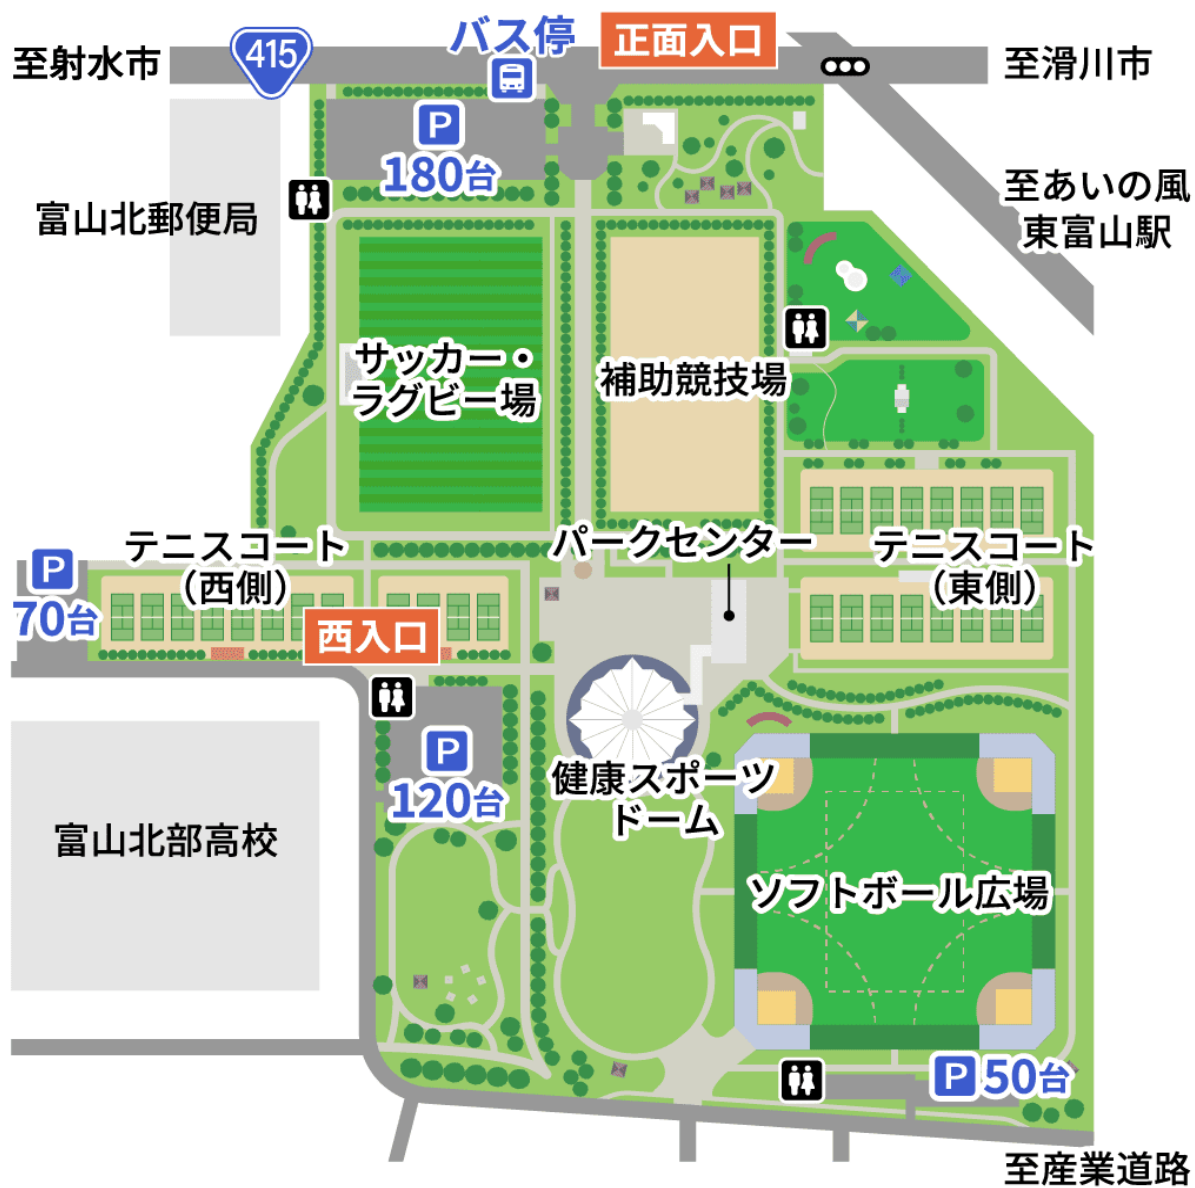 バス停
正面入口
415
至射水市
至滑川市
P
180台
至あいの風
東富山駅
富山北郵便局
サッカー・
ラグビー場
補助競技場
テニスコート
（西側）
パークセンター
テニスコート
（東側）
P
70台
西入口
P
120台
健康スポーツ
ドーム
富山北部高校
ソフトボール広場
P 50台
至産業道路